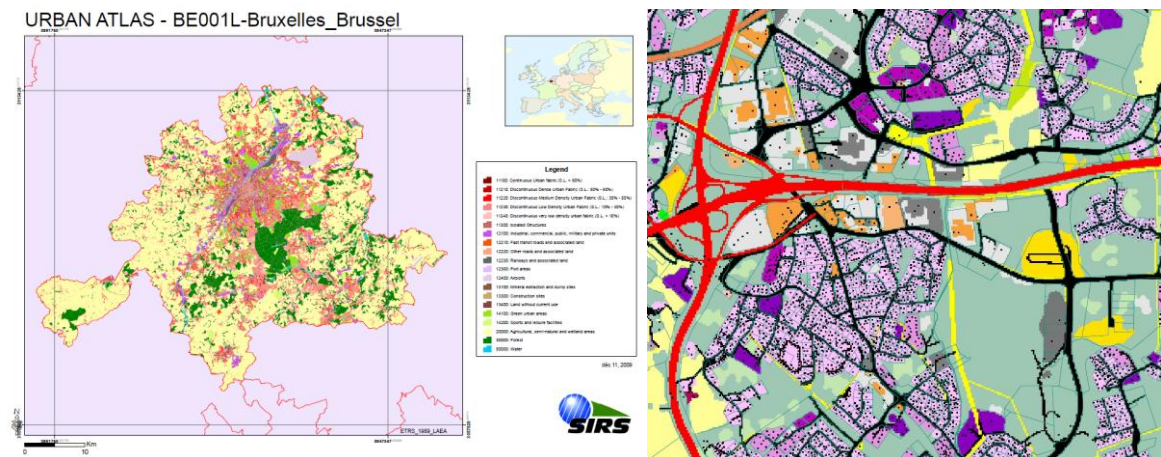 URBAN ATLAS - BE001L-Bruxelles_Brussel
Legend
11100: Continuous Urban fabric (S.L. > 80%)
11210: Discontinuous Dense Urban Fabric (S.L.: 50% - 80%)
11220: Discontinuous Medium Density Urban Fabric (S.L.: 30% - 50%)
11230: Discontinuous Low Density Urban Fabric (S.L.: 10% - 30%)
11240: Discontinuous very low density urban fabric (S.L. < 10%)
11300: Isolated Structures
12100: Industrial, commercial, public, military and private units
12210: Fast transit roads and associated land
12220: Other roads and associated land
12230: Railways and associated land
12300: Port areas
12400: Airports
13100: Mineral extraction and dump sites
13300: Construction sites
13400: Land without current use
14100: Green urban areas
14200: Sports and leisure facilities
20000: Agricultural, semi-natural and wetland areas
30000: Forest
50000: Water
déc 11, 2009
SIRS
ETRS_1989_LAEA
Km
0 10